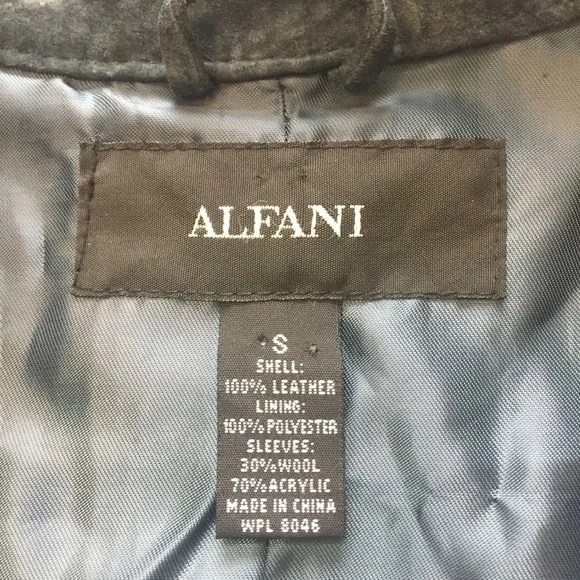 ALFANI
S
SHELL:
100% LEATHER
LINING:
100% POLYESTER
SLEEVES:
30% WOOL
70% ACRYLIC
MADE IN CHINA
WPL 8046